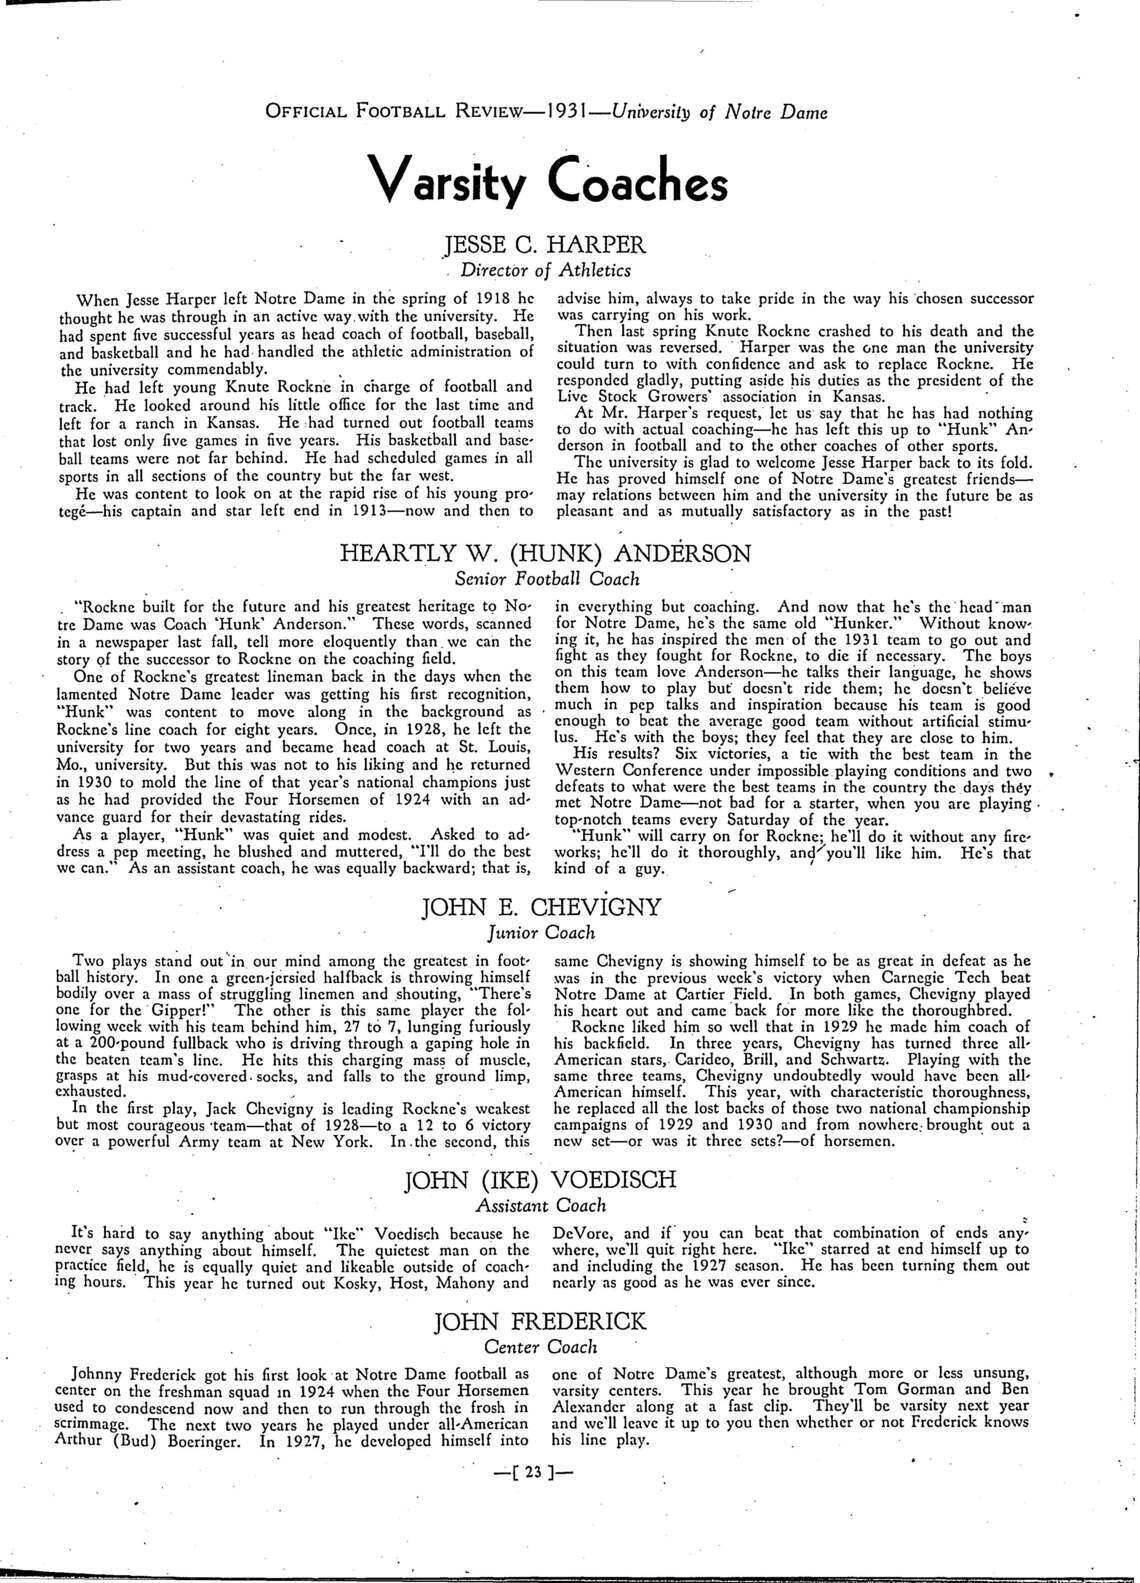 OFFICIAL FOOTBALL REVIEW—1931—University of Notre Dame
Varsity Coaches
JESSE C. HARPER
Director of Athletics
When Jesse Harper left Notre Dame in the spring of 1918 he
thought he was through in an active way with the university. He
had spent five successful years as head coach of football, baseball,
and basketball and he had handled the athletic administration of
the university commendably.
He had left young Knute Rockne in charge of football and
track. He looked around his little office for the last time and
left for a ranch in Kansas. He had turned out football teams
that lost only five games in five years. His basketball and base-
ball teams were not far behind. He had scheduled games in all
sports in all sections of the country but the far west.
He was content to look on at the rapid rise of his young pro-
tegé—his captain and star left end in 1913—now and then to
advise him, always to take pride in the way his chosen successor
was carrying on his work.
Then last spring Knute Rockne crashed to his death and the
situation was reversed. Harper was the one man the university
could turn to with confidence and ask to replace Rockne. He
responded gladly, putting aside his duties as the president of the
Live Stock Growers' association in Kansas.
At Mr. Harper's request, let us say that he has had nothing
to do with actual coaching—he has left this up to "Hunk" An-
derson in football and to the other coaches of other sports.
The university is glad to welcome Jesse Harper back to its fold.
He has proved himself one of Notre Dame's greatest friends—
may relations between him and the university in the future be as
pleasant and as mutually satisfactory as in the past!
HEARTLY W. (HUNK) ANDERSON
Senior Football Coach
"Rockne built for the future and his greatest heritage to No-
tre Dame was Coach 'Hunk' Anderson." These words, scanned
in a newspaper last fall, tell more eloquently than we can the
story of the successor to Rockne on the coaching field.
One of Rockne's greatest lineman back in the days when the
lamented Notre Dame leader was getting his first recognition,
"Hunk" was content to move along in the background as
Rockne's line coach for eight years. Once, in 1928, he left the
university for two years and became head coach at St. Louis,
Mo., university. But this was not to his liking and he returned
in 1930 to mold the line of that year's national champions just
as he had provided the Four Horsemen of 1924 with an ad-
vance guard for their devastating rides.
As a player, "Hunk" was quiet and modest. Asked to ad-
dress a pep meeting, he blushed and muttered, "I'll do the best
we can." As an assistant coach, he was equally backward; that is,
in everything but coaching. And now that he's the head man
for Notre Dame, he's the same old "Hunker." Without know-
ing it, he has inspired the men of the 1931 team to go out and
fight as they fought for Rockne, to die if necessary. The boys
on this team love Anderson—he talks their language, he shows
them how to play but doesn't ride them; he doesn't believe
much in pep talks and inspiration because his team is good
enough to beat the average good team without artificial stimu-
lus. He's with the boys; they feel that they are close to him.
His results? Six victories, a tie with the best team in the
Western Conference under impossible playing conditions and two
defeats to what were the best teams in the country the days they
met Notre Dame—not bad for a starter, when you are playing
top-notch teams every Saturday of the year.
"Hunk" will carry on for Rockne; he'll do it without any fire-
works; he'll do it thoroughly, and you'll like him. He's that
kind of a guy.
JOHN E. CHEVIGNY
Junior Coach
Two plays stand out in our mind among the greatest in foot-
ball history. In one a green-jersied halfback is throwing himself
bodily over a mass of struggling linemen and shouting, "There's
one for the Gipper!" The other is this same player the fol-
lowing week with his team behind him, 27 to 7, lunging furiously
at a 200-pound fullback who is driving through a gaping hole in
the beaten team's line. He hits this charging mass of muscle,
grasps at his mud-covered socks, and falls to the ground limp,
exhausted.
In the first play, Jack Chevigny is leading Rockne's weakest
but most courageous team—that of 1928—to a 12 to 6 victory
over a powerful Army team at New York. In the second, this
same Chevigny is showing himself to be as great in defeat as he
was in the previous week's victory when Carnegie Tech beat
Notre Dame at Cartier Field. In both games, Chevigny played
his heart out and came back for more like the thoroughbred.
Rockne liked him so well that in 1929 he made him coach of
his backfield. In three years, Chevigny has turned three all-
American stars, Carideo, Brill, and Schwartz. Playing with the
same three teams, Chevigny undoubtedly would have been all-
American himself. This year, with characteristic thoroughness,
he replaced all the lost backs of those two national championship
campaigns of 1929 and 1930 and from nowhere brought out a
new set—or was it three sets?—of horsemen.
JOHN (IKE) VOEDISCH
Assistant Coach
It's hard to say anything about "Ike" Voedisch because he
never says anything about himself. The quietest man on the
practice field, he is equally quiet and likeable outside of coach-
ing hours. This year he turned out Kosky, Host, Mahony and
DeVore, and if you can beat that combination of ends any-
where, we'll quit right here. "Ike" starred at end himself up to
and including the 1927 season. He has been turning them out
nearly as good as he was ever since.
JOHN FREDERICK
Center Coach
Johnny Frederick got his first look at Notre Dame football as
center on the freshman squad in 1924 when the Four Horsemen
used to condescend now and then to run through the frosh in
scrimmage. The next two years he played under all-American
Arthur (Bud) Boeringer. In 1927, he developed himself into
one of Notre Dame's greatest, although more or less unsung,
varsity centers. This year he brought Tom Gorman and Ben
Alexander along at a fast clip. They'll be varsity next year
and we'll leave it up to you then whether or not Frederick knows
his line play.
—[ 23 ]—